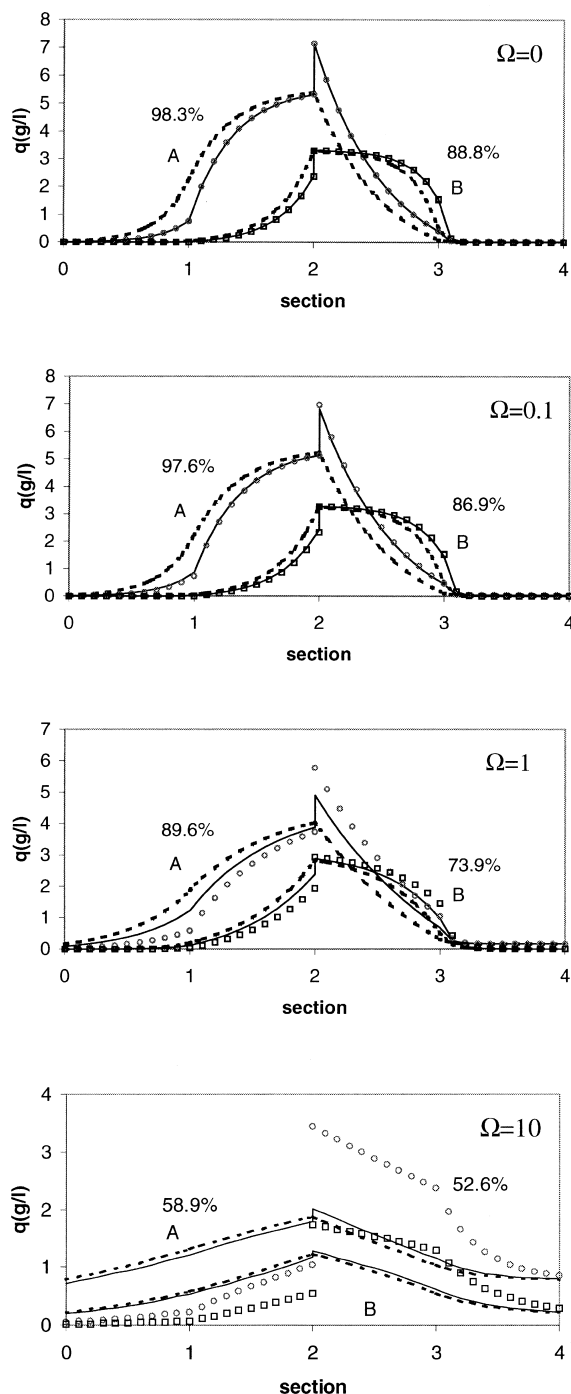 Ω=0
8
7
6
5
4
3
2
1
0
q(g/l)
98.3%
A
88.8%
B
0 1 2 3 4
section
Ω=0.1
8
7
6
5
4
3
2
1
0
q(g/l)
97.6%
A
86.9%
B
0 1 2 3 4
section
Ω=1
7
6
5
4
3
2
1
0
q(g/l)
89.6%
A
73.9%
B
0 1 2 3 4
section
Ω=10
4
3
2
1
0
q(g/l)
58.9%
A
52.6%
B
0 1 2 3 4
section